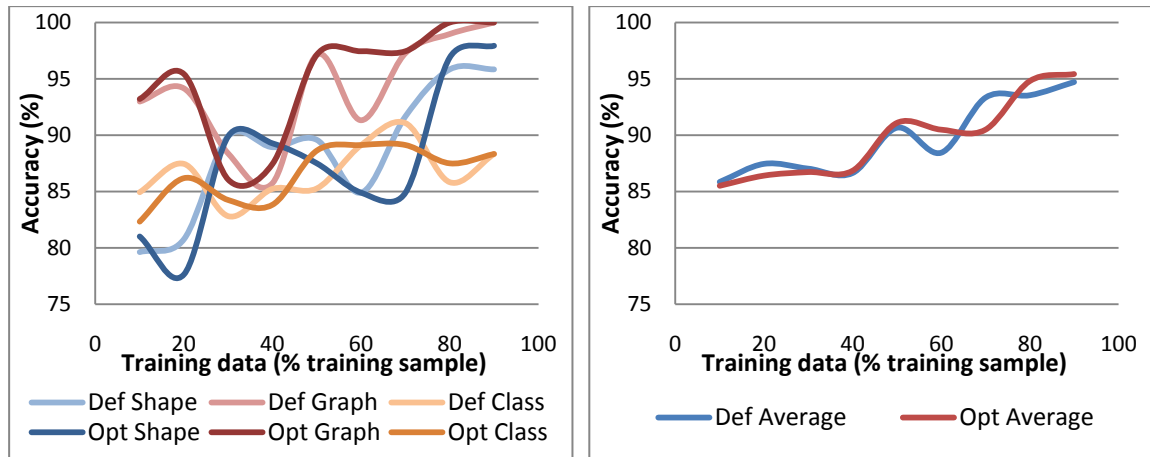 100
95
90
85
80
75
Accuracy (%)
0 20 40 60 80 100
Training data (% training sample)
Def Shape Def Graph Def Class
Opt Shape Opt Graph Opt Class
100
95
90
85
80
75
Accuracy (%)
0 20 40 60 80 100
Training data (% training sample)
Def Average Opt Average